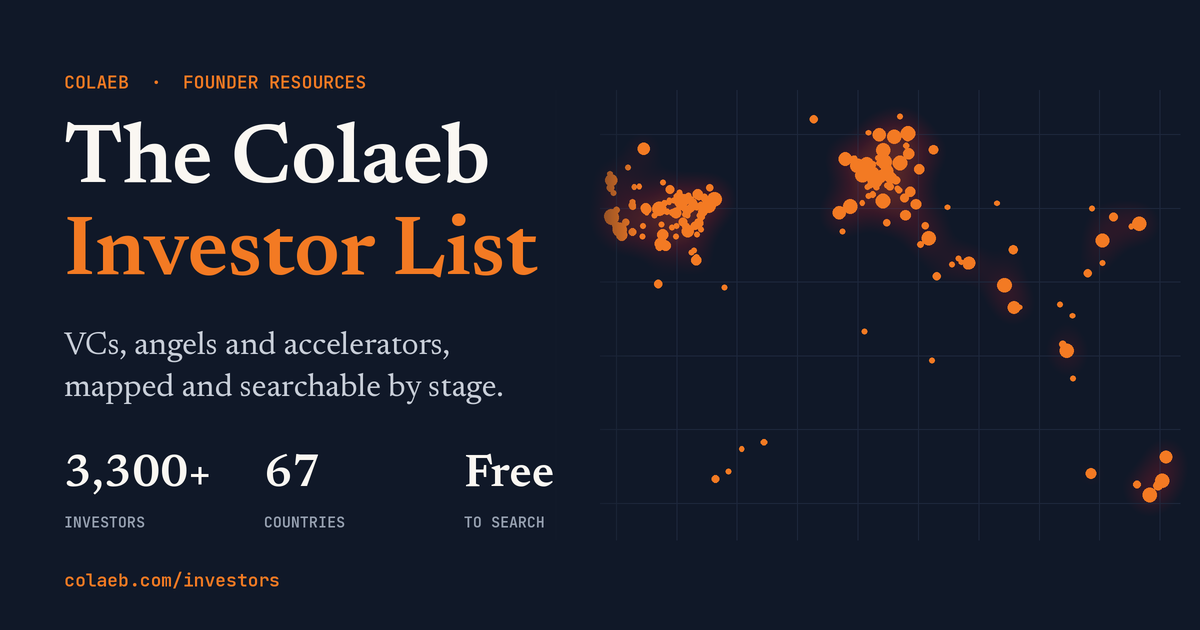 COLAEB · FOUNDER RESOURCES
The Colaeb
Investor List
VCs, angels and accelerators,
mapped and searchable by stage.
3,300+ 67 Free
INVESTORS COUNTRIES TO SEARCH
colaeb.com/investors